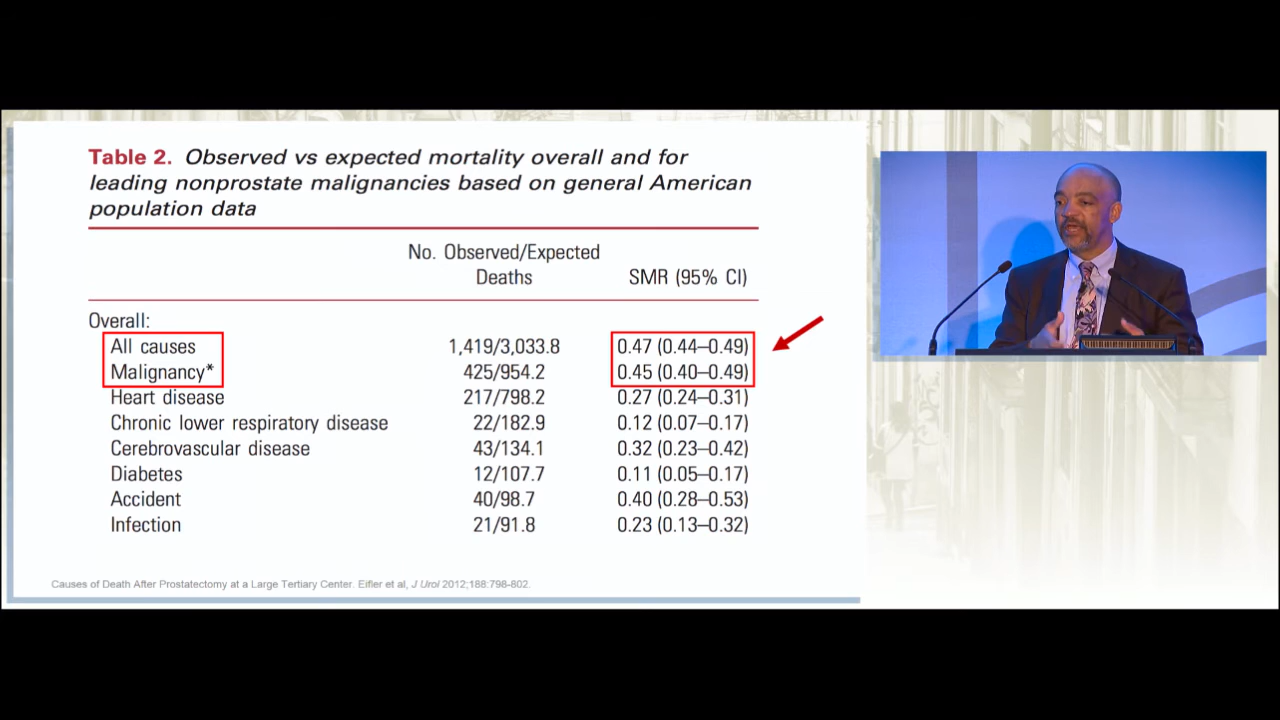 Table 2. Observed vs expected mortality overall and for
leading nonprostate malignancies based on general American
population data
No. Observed/Expected
Deaths
SMR (95% CI)
Overall:
All causes 1,419/3,033.8 0.47 (0.44–0.49)
Malignancy* 425/954.2 0.45 (0.40–0.49)
Heart disease 217/798.2 0.27 (0.24–0.31)
Chronic lower respiratory disease 22/182.9 0.12 (0.07–0.17)
Cerebrovascular disease 43/134.1 0.32 (0.23–0.42)
Diabetes 12/107.7 0.11 (0.05–0.17)
Accident 40/98.7 0.40 (0.28–0.53)
Infection 21/91.8 0.23 (0.13–0.32)
Causes of Death After Prostatectomy at a Large Tertiary Center. Eifler et al, J Urol 2012;188:798-802.